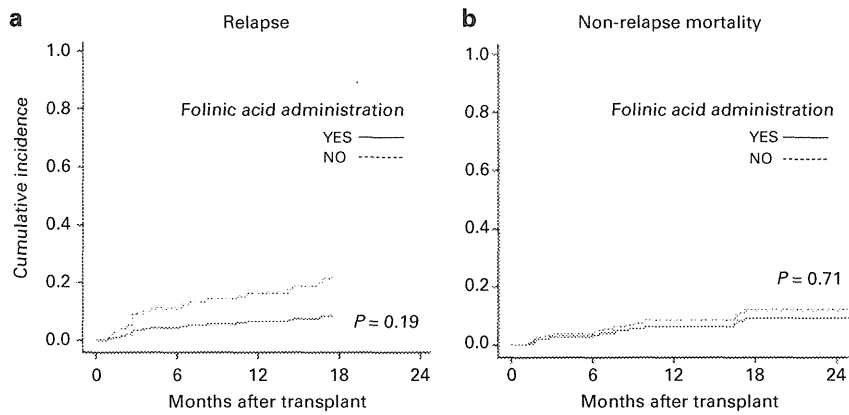 a
Relapse
1.0
0.8
0.6
0.4
0.2
0.0
Cumulative incidence
Folinic acid administration
YES
NO
P = 0.19
0 6 12 18 24
Months after transplant
b
Non-relapse mortality
1.0
0.8
0.6
0.4
0.2
0.0
Folinic acid administration
YES
NO
P = 0.71
0 6 12 18 24
Months after transplant